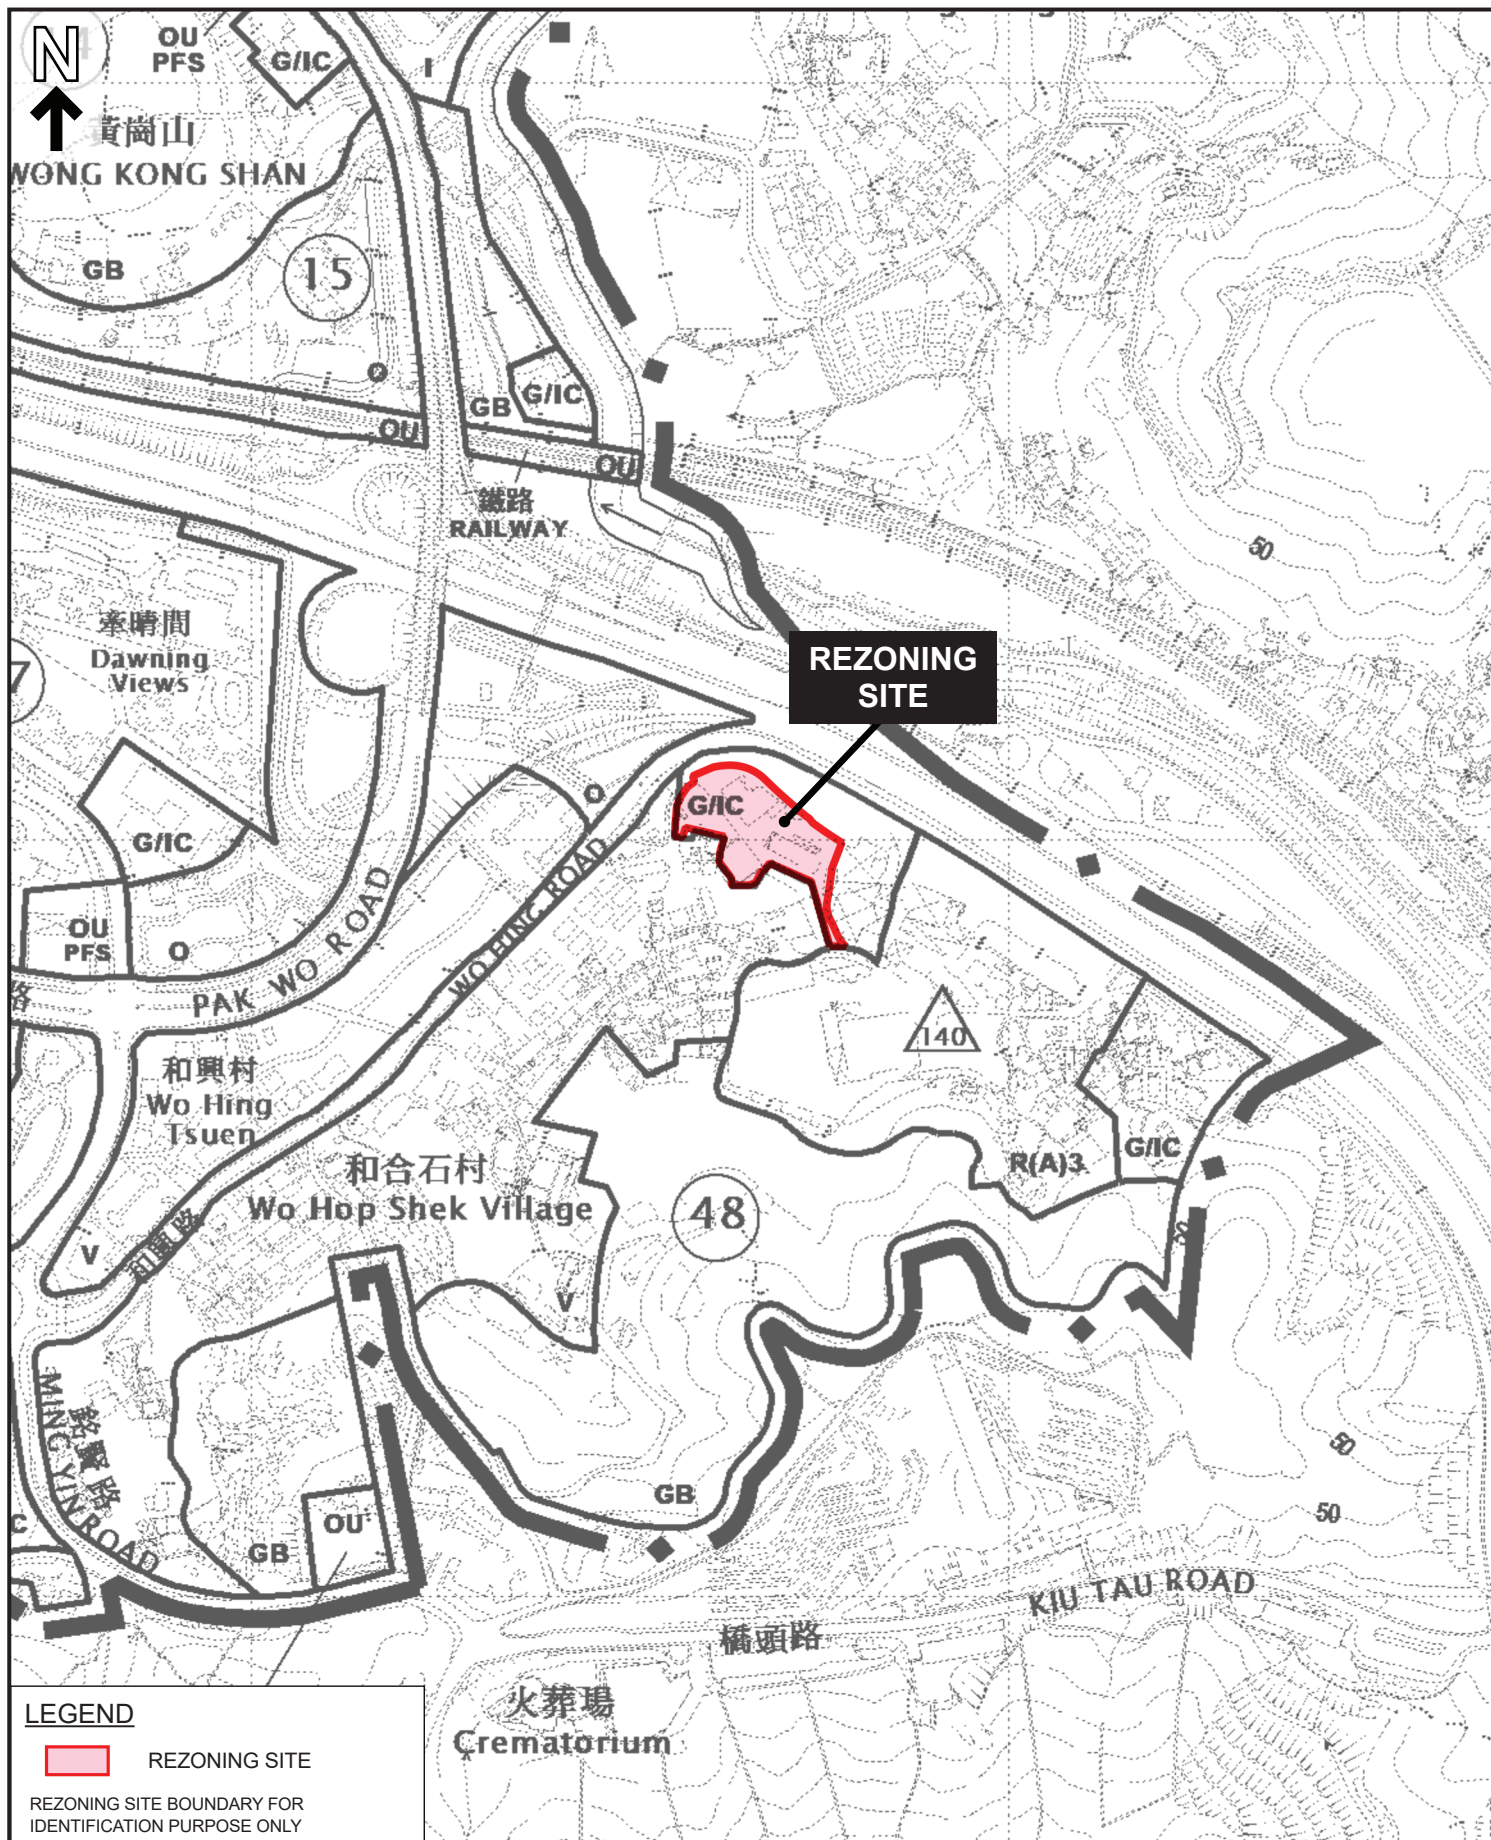 N
OU
PFS
G/IC
I
黃崗山
WONG KONG SHAN
GB
15
O
OU
GB
G/IC
OU
鐵路
RAILWAY
50
牽晴間
Dawning
Views
7
REZONING
SITE
O
G/IC
G/IC
WO HING ROAD
OU
PFS
O
PAK WO ROAD
路
140
和興村
Wo Hing
Tsuen
和合石村
Wo Hop Shek Village
R(A)3
G/IC
48
50
V
和興路
V
MING YIN ROAD
銘賢路
C
GB
OU
GB
50
50
KIU TAU ROAD
橋頭路
火葬場
Crematorium
LEGEND
REZONING SITE
REZONING SITE BOUNDARY FOR
IDENTIFICATION PURPOSE ONLY